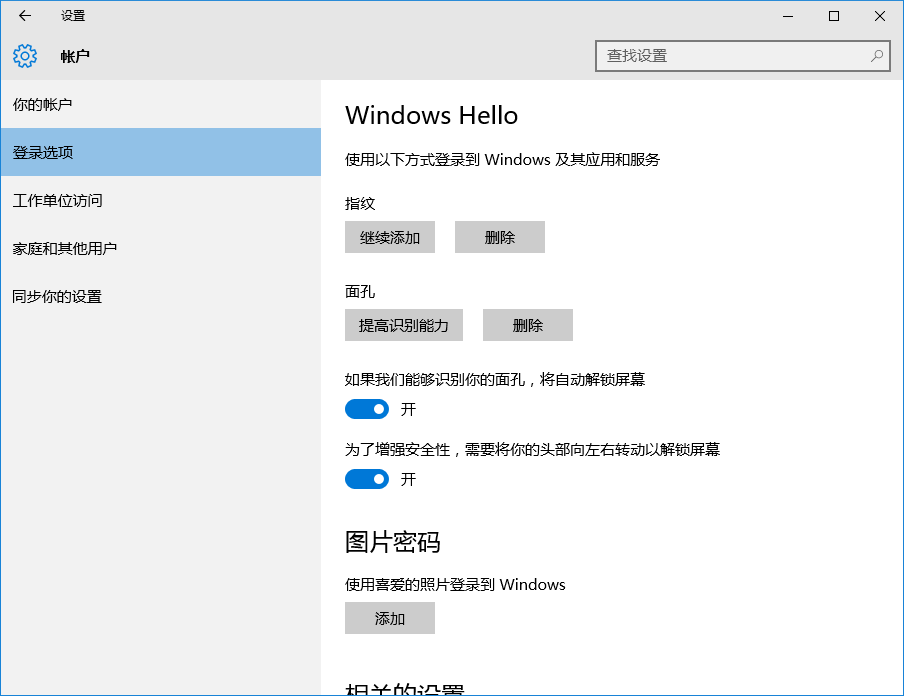 设置
帐户
查找设置
你的帐户
登录选项
工作单位访问
家庭和其他用户
同步你的设置
Windows Hello
使用以下方式登录到 Windows 及其应用和服务
指纹
继续添加 删除
面孔
提高识别能力 删除
如果我们能够识别你的面孔，将自动解锁屏幕
开
为了增强安全性，需要将你的头部向左右转动以解锁屏幕
开
图片密码
使用喜爱的照片登录到 Windows
添加
相关的设置